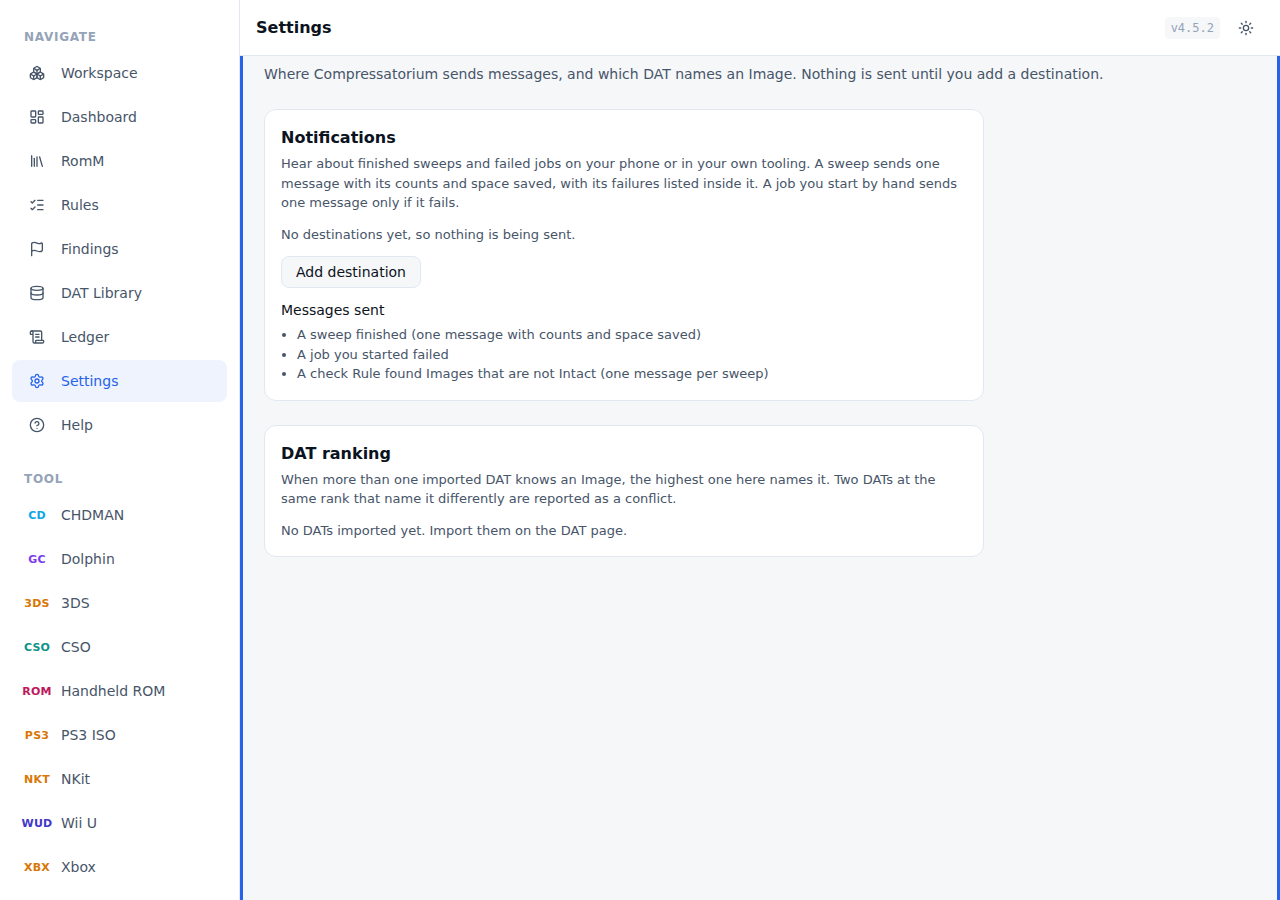 NAVIGATE
Workspace
Dashboard
RomM
Rules
Findings
DAT Library
Ledger
Settings
Help
TOOL
CD CHDMAN
GC Dolphin
3DS 3DS
CSO CSO
ROM Handheld ROM
PS3 PS3 ISO
NKT NKit
WUD Wii U
XBX Xbox
Settings
v4.5.2
Where Compressatorium sends messages, and which DAT names an Image. Nothing is sent until you add a destination.
Notifications
Hear about finished sweeps and failed jobs on your phone or in your own tooling. A sweep sends one
message with its counts and space saved, with its failures listed inside it. A job you start by hand sends
one message only if it fails.
No destinations yet, so nothing is being sent.
Add destination
Messages sent
• A sweep finished (one message with counts and space saved)
• A job you started failed
• A check Rule found Images that are not Intact (one message per sweep)
DAT ranking
When more than one imported DAT knows an Image, the highest one here names it. Two DATs at the
same rank that name it differently are reported as a conflict.
No DATs imported yet. Import them on the DAT page.